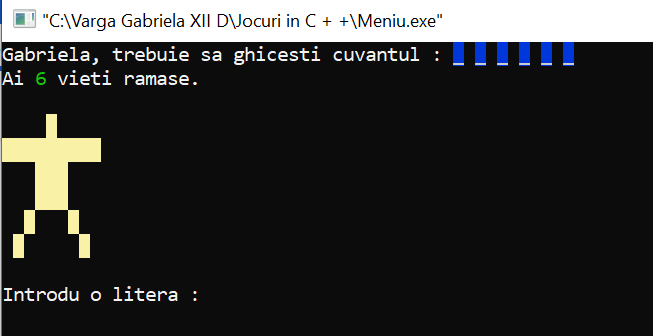 "C:\Varga Gabriela XII D\Jocuri in C + +\Meniu.exe"
Gabriela, trebuie sa ghicesti cuvantul : _ _ _ _ _ _
Ai 6 vieti ramase.
Introdu o litera :